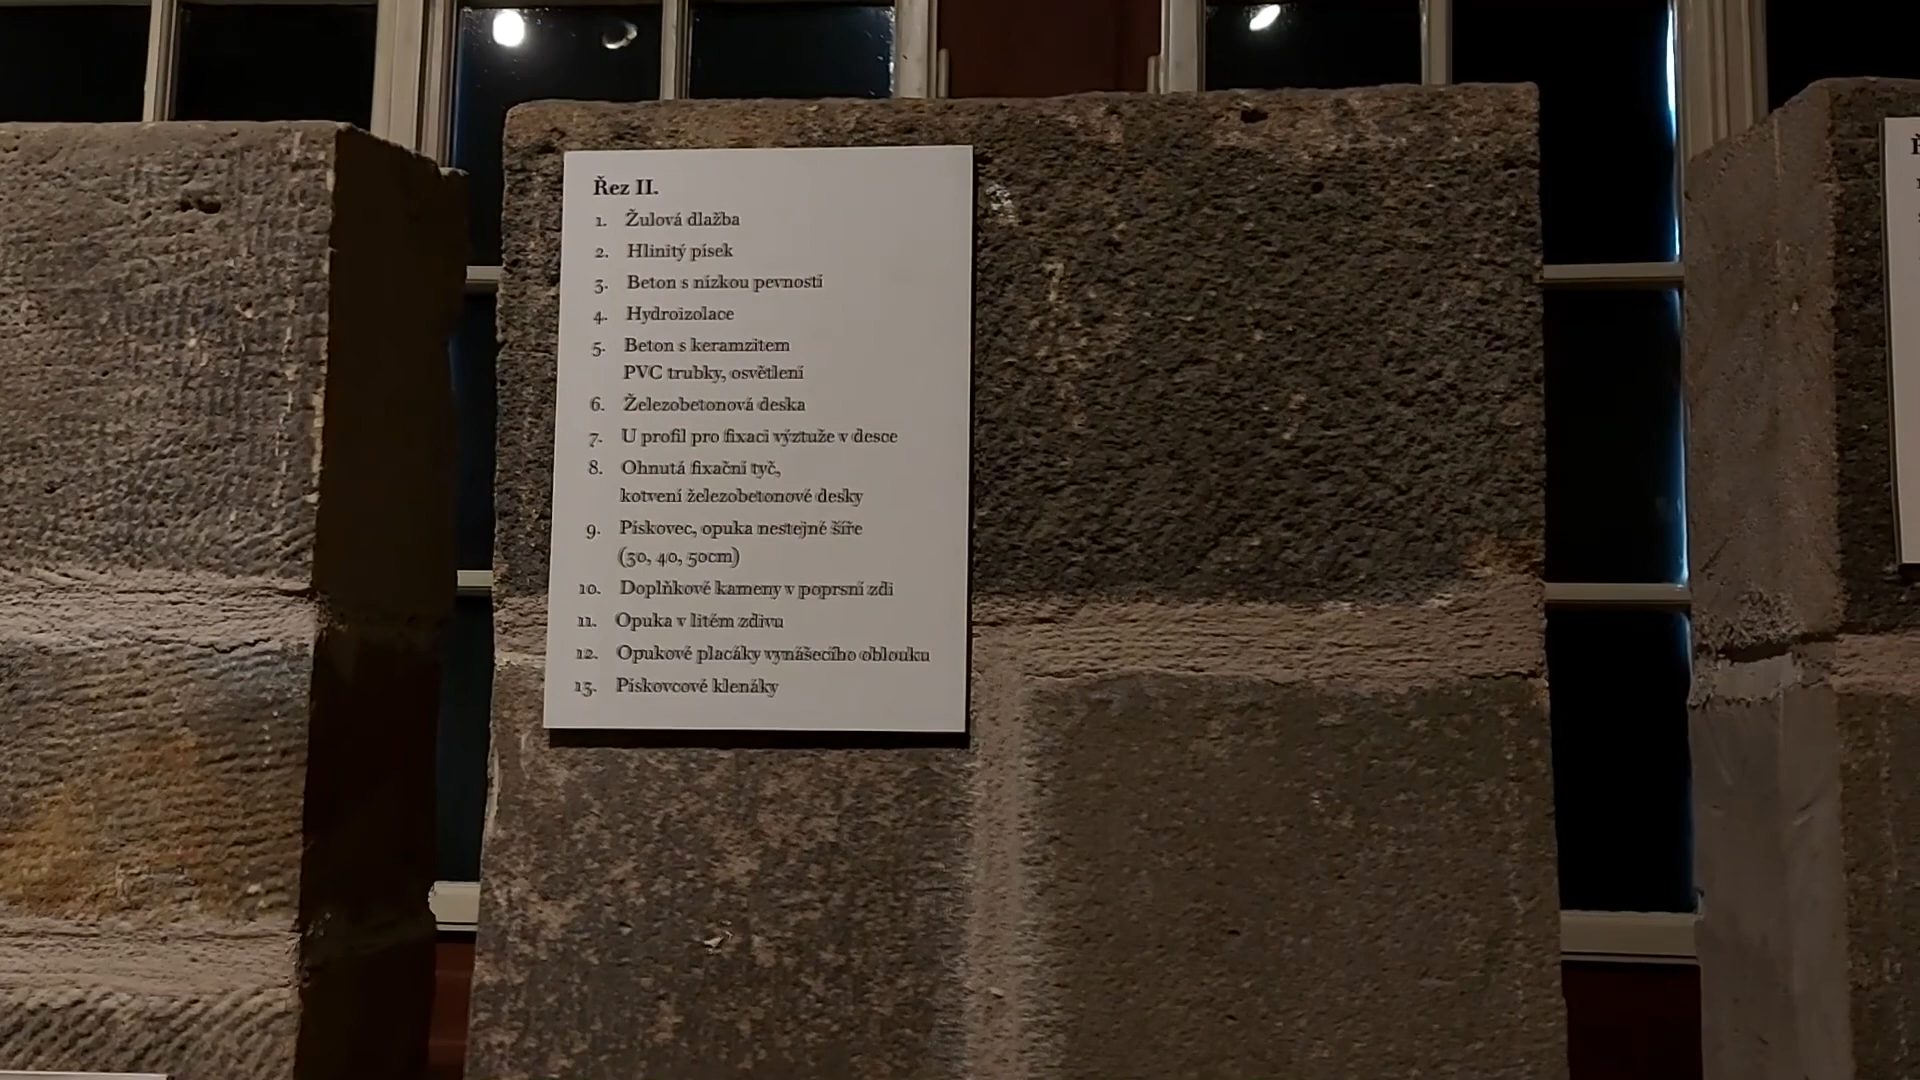 Řez II.
1. Žulová dlažba
2. Hlinitý písek
3. Beton s nízkou pevností
4. Hydroizolace
5. Beton s keramzitem
PVC trubky, osvětlení
6. Železobetonová deska
7. U profil pro fixaci výztuže v desce
8. Ohnutá fixační tyč,
kotvení železobetonové desky
9. Pískovec, opuka nestejné šíře
(30, 40, 50cm)
10. Doplňkové kameny v poprsní zdi
11. Opuka v litém zdivu
12. Opukové placáky vynášecího oblouku
13. Pískovcové klenáky